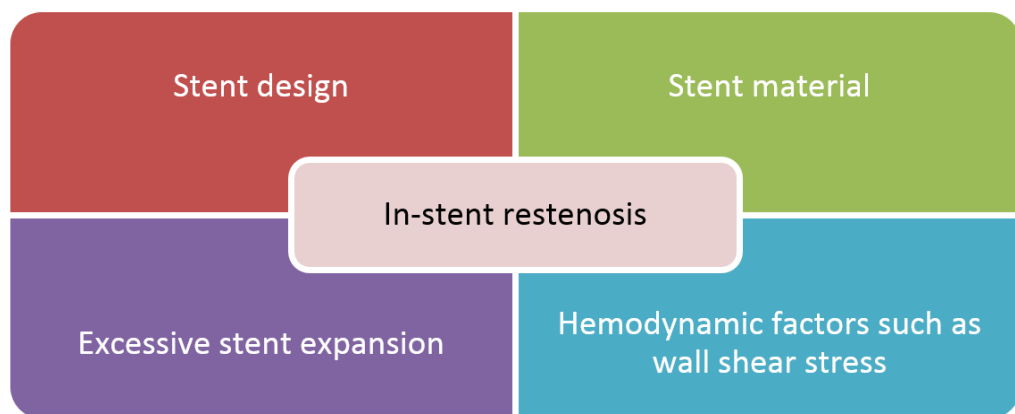 Stent design
Stent material
In-stent restenosis
Excessive stent expansion
Hemodynamic factors such as
wall shear stress